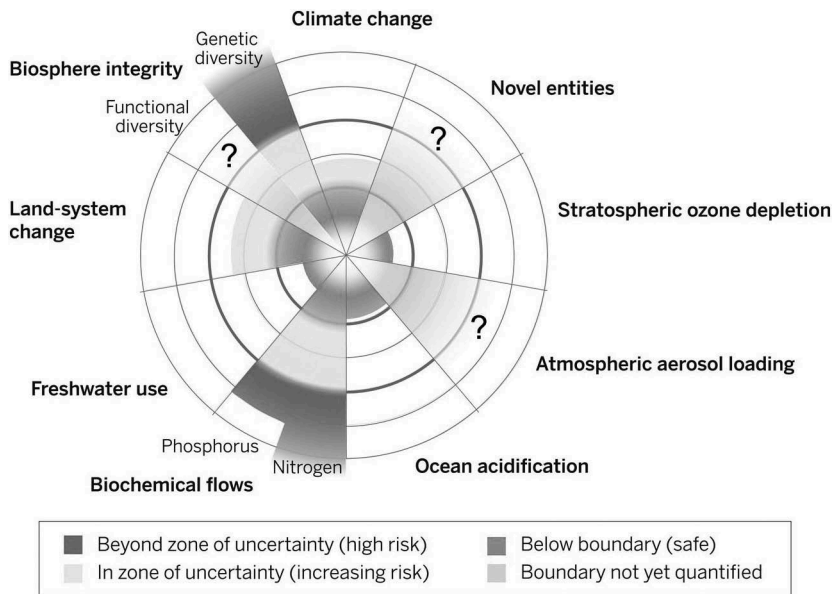 Climate change
Genetic
diversity
Biosphere integrity
Novel entities
Functional
diversity
?
?
Land-system
change
Stratospheric ozone depletion
?
Atmospheric aerosol loading
Freshwater use
Phosphorus
Nitrogen
Ocean acidification
Biochemical flows
Beyond zone of uncertainty (high risk)
Below boundary (safe)
In zone of uncertainty (increasing risk)
Boundary not yet quantified